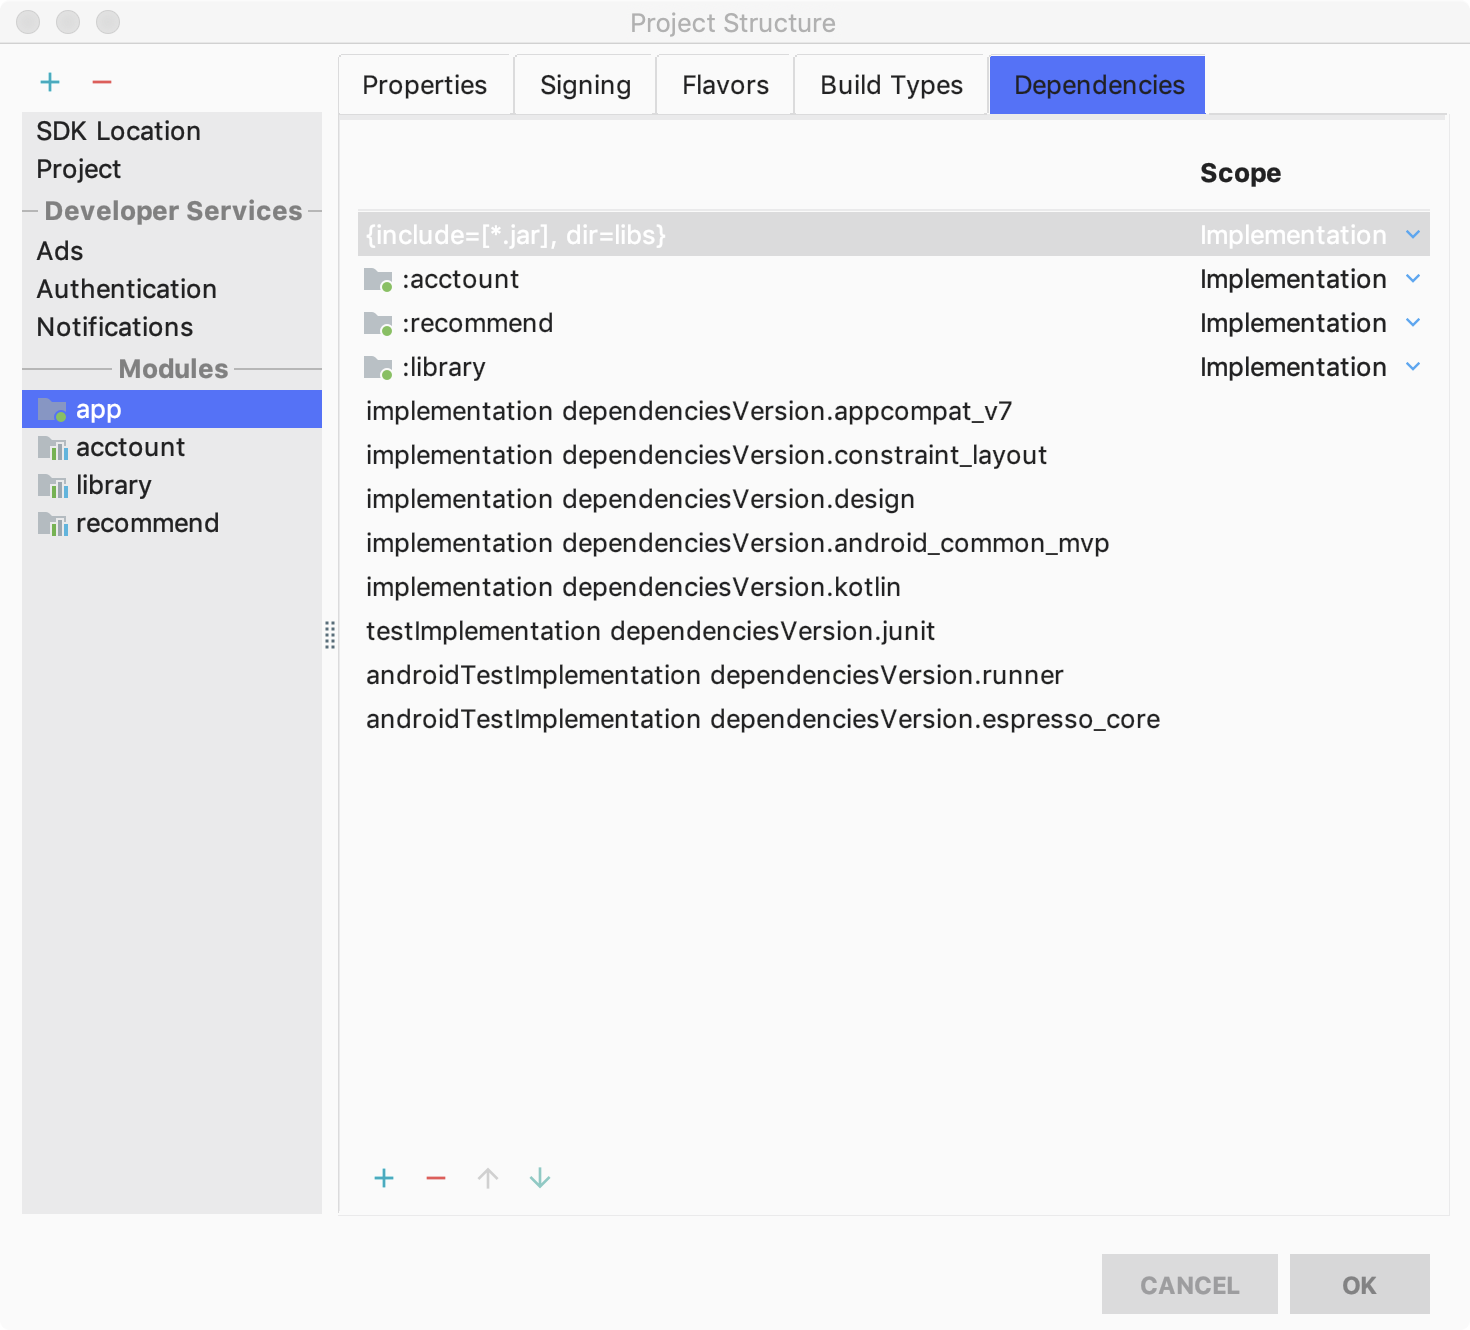 Project Structure
Properties Signing Flavors Build Types Dependencies
SDK Location
Project
Developer Services
Ads
Authentication
Notifications
Modules
app
acctount
library
recommend
Scope
{include=[*.jar], dir=libs} Implementation
:acctount Implementation
:recommend Implementation
:library Implementation
implementation dependenciesVersion.appcompat_v7
implementation dependenciesVersion.constraint_layout
implementation dependenciesVersion.design
implementation dependenciesVersion.android_common_mvp
implementation dependenciesVersion.kotlin
testImplementation dependenciesVersion.junit
androidTestImplementation dependenciesVersion.runner
androidTestImplementation dependenciesVersion.espresso_core
CANCEL OK